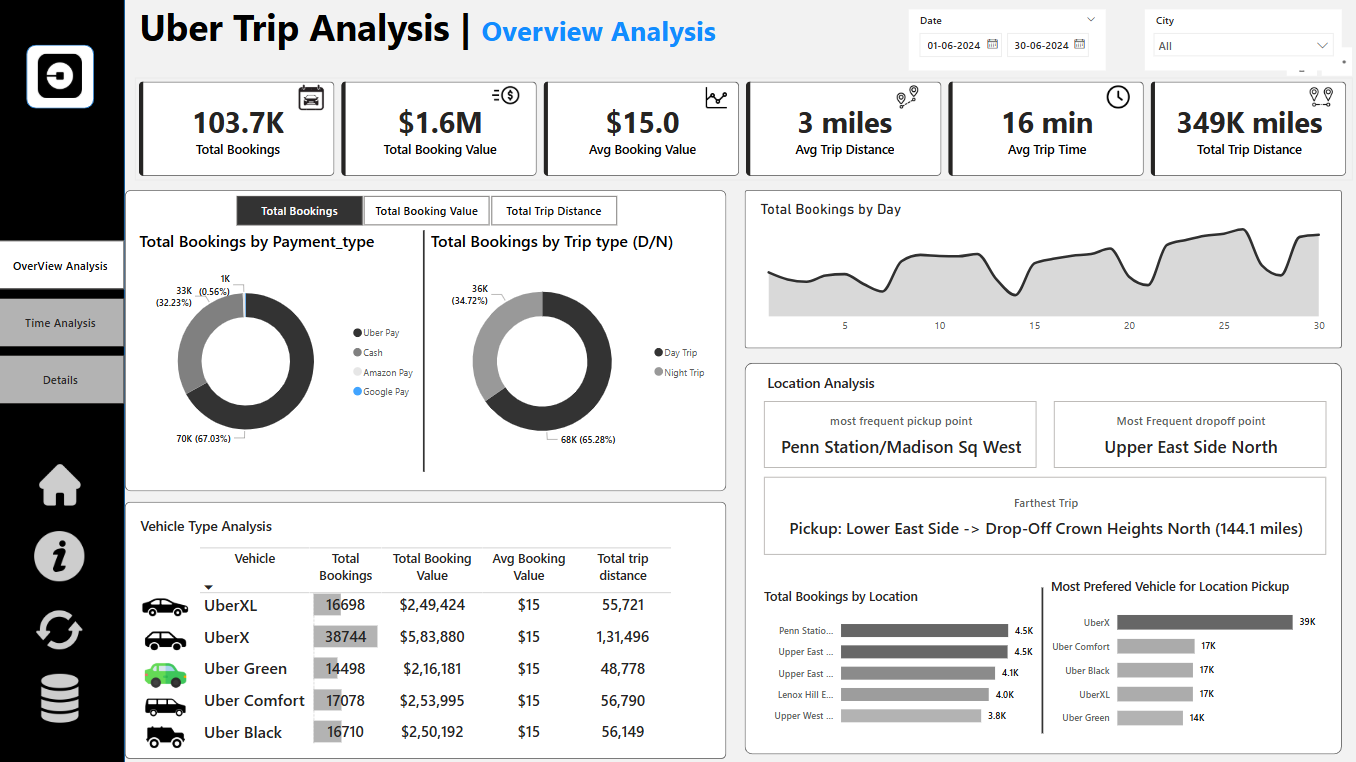 Uber Trip Analysis | Overview Analysis
Date
01-06-2024 30-06-2024
City
All
103.7K
Total Bookings
$1.6M
Total Booking Value
$15.0
Avg Booking Value
3 miles
Avg Trip Distance
16 min
Avg Trip Time
349K miles
Total Trip Distance
OverView Analysis
Time Analysis
Details
Total Bookings Total Booking Value Total Trip Distance
Total Bookings by Payment_type
1K
(0.56%)
33K
(32.23%)
70K (67.03%)
Uber Pay
Cash
Amazon Pay
Google Pay
Total Bookings by Trip type (D/N)
36K
(34.72%)
68K (65.28%)
Day Trip
Night Trip
Total Bookings by Day
5 10 15 20 25 30
Vehicle Type Analysis
Vehicle Total Bookings Total Booking Value Avg Booking Value Total trip distance
UberXL 16698 $2,49,424 $15 55,721
UberX 38744 $5,83,880 $15 1,31,496
Uber Green 14498 $2,16,181 $15 48,778
Uber Comfort 17078 $2,53,995 $15 56,790
Uber Black 16710 $2,50,192 $15 56,149
Location Analysis
most frequent pickup point
Penn Station/Madison Sq West
Most Frequent dropoff point
Upper East Side North
Farthest Trip
Pickup: Lower East Side -> Drop-Off Crown Heights North (144.1 miles)
Total Bookings by Location
Penn Statio... 4.5K
Upper East ... 4.5K
Upper East ... 4.1K
Lenox Hill E... 4.0K
Upper West ... 3.8K
Most Prefered Vehicle for Location Pickup
UberX 39K
Uber Comfort 17K
Uber Black 17K
UberXL 17K
Uber Green 14K